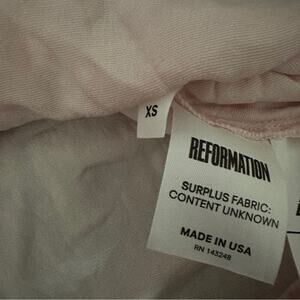 XS
REFORMATION
SURPLUS FABRIC:
CONTENT UNKNOWN
MADE IN USA
RN 143248